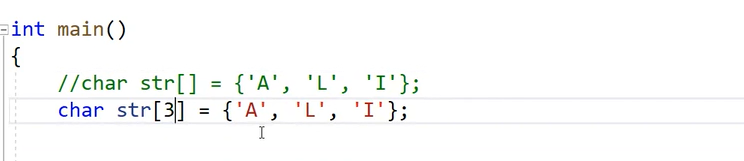 int main()
{
//char str[] = {'A', 'L', 'I'};
char str[3] = {'A', 'L', 'I'};